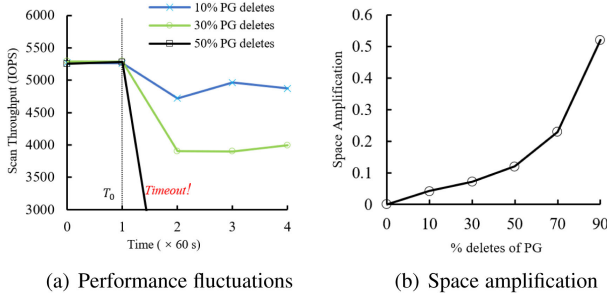 10% PG deletes
30% PG deletes
50% PG deletes
Scan Throughput (IOPS)
6000
5500
5000
4500
4000
3500
3000
T0
Timeout!
0 1 2 3 4
Time ( × 60 s)
(a) Performance fluctuations
Space Amplification
0.6
0.5
0.4
0.3
0.2
0.1
0
0 10 30 50 70 90
% deletes of PG
(b) Space amplification